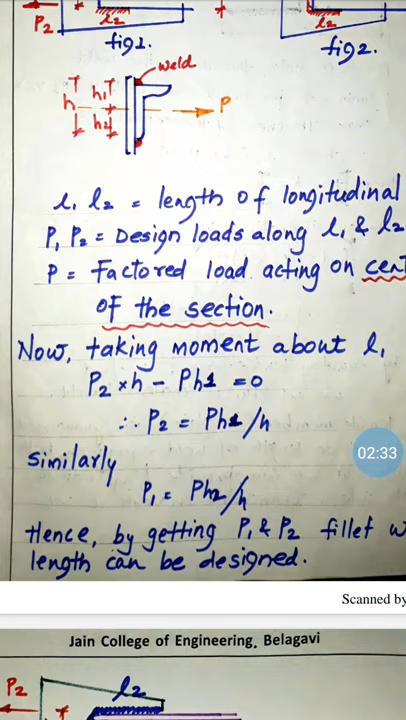 P2
l2
l2
fig1.
fig2.
weld
h
h1
h2
P
l1 l2 = length of longitudinal
P1 P2 = Design loads along l1 & l2
P = Factored load acting on cent
of the section.
Now, taking moment about l1
P2 × h - Ph1 = 0
∴ P2 = Ph1/h
similarly
P1 = Ph2/h
02:33
Hence, by getting P1 & P2 fillet w
length can be designed.
Scanned by
Jain College of Engineering, Belagavi
P2
l2